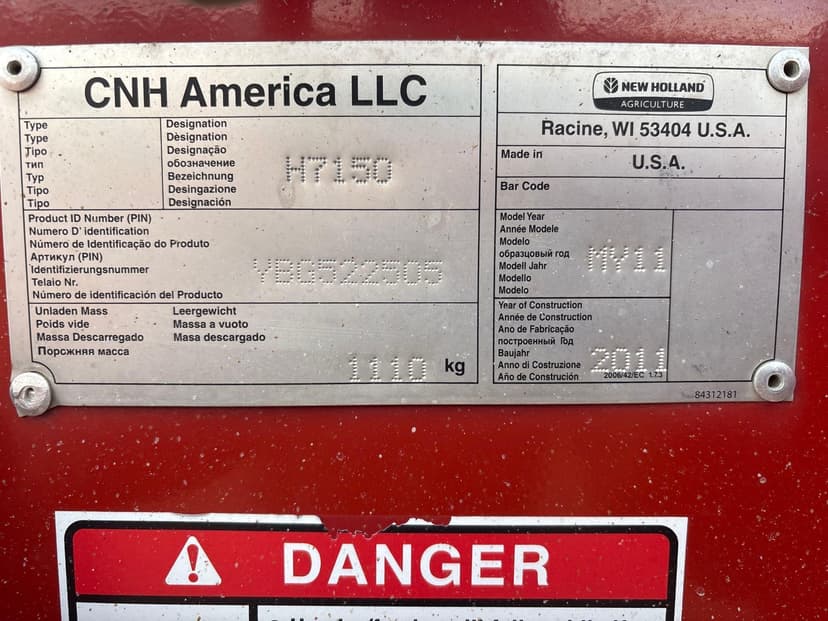 CNH America LLC
Type
Type
Tipo
тип
Typ
Tipo
Tipo
Designation
Dèsignation
Designação
обозначение
Bezeichnung
Desingazione
Designación
H7150
Product ID Number (PIN)
Numero D' identification
Número de Identificação do Produto
Артикул (PIN)
Identifizierungsnummer
Telaio Nr.
Número de identificación del Producto
YBG522505
Unladen Mass
Poids vide
Massa Descarregado
Порсжняя масса
Leergewicht
Massa a vuoto
Masa descargado
1110 kg
NEW HOLLAND
AGRICULTURE
Racine, WI 53404 U.S.A.
Made in
U.S.A.
Bar Code
Model Year
Année Modele
Modelo
образцовый год
Modell Jahr
Modello
Modelo
MY11
Year of Construction
Année de Construction
Ano de Fabricação
построенный Год
Baujahr
Anno di Costruzione
Año de Construción
2011
2006/42/EC 1.7.3
84312181
DANGER